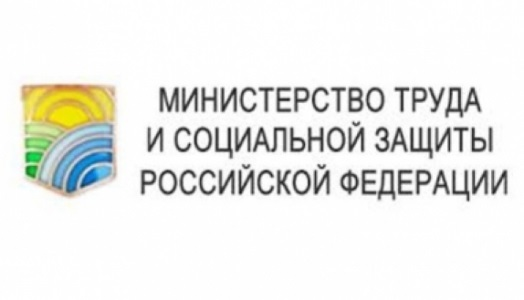 МИНИСТЕРСТВО ТРУДА
И СОЦИАЛЬНОЙ ЗАЩИТЫ
РОССИЙСКОЙ ФЕДЕРАЦИИ